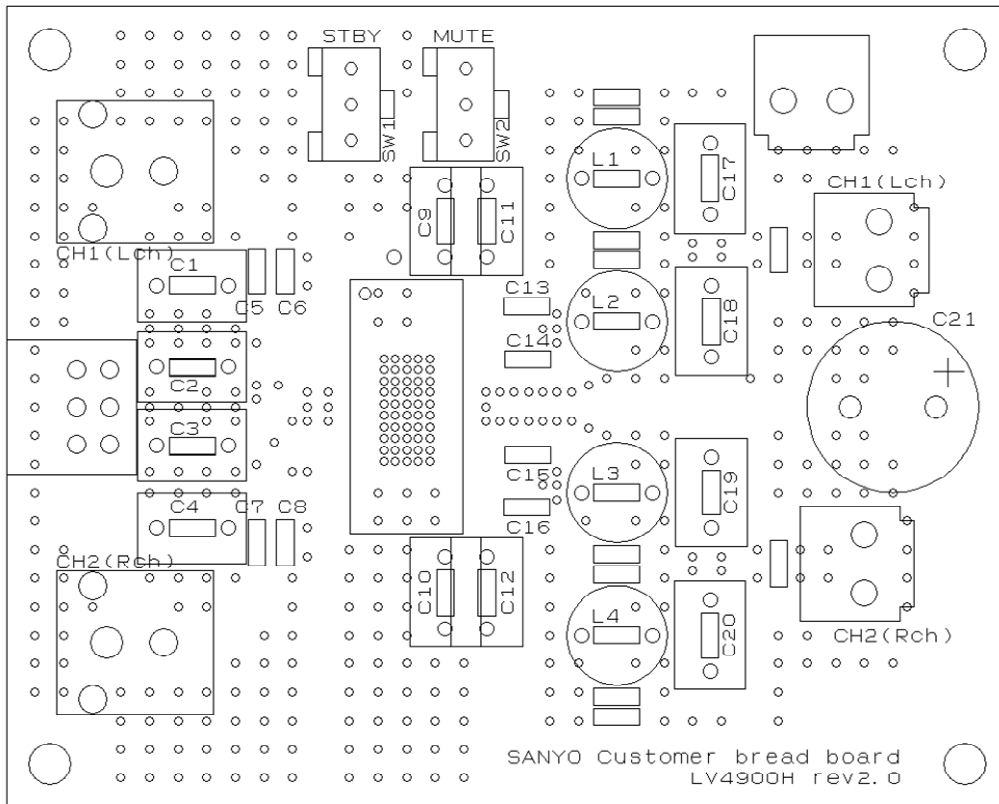 STBY MUTE
SW1 SW2
L1 C17
CH1(Lch)
C9 C11
CH1(Lch)
C1
C5 C6
C13 L2 C18 C21
C14
C2
C3
C15 L3 C19
C4 C7 C8
C16
CH2(Rch)
C10 C12
L4 C20 CH2(Rch)
SANYO Customer bread board
LV4900H rev2.0